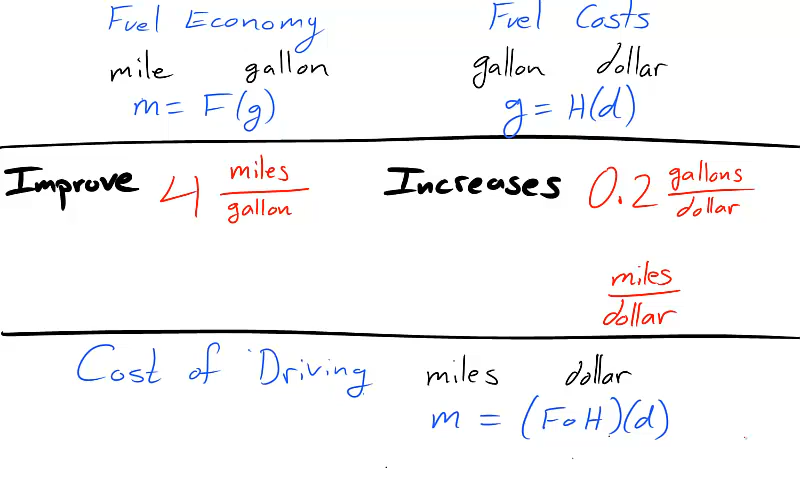 Fuel Economy
Fuel Costs
mile gallon
gallon dollar
m = F(g)
g = H(d)
Improve 4 miles/gallon
Increases 0.2 gallons/dollar
miles/dollar
Cost of Driving
miles dollar
m = (F∘H)(d)